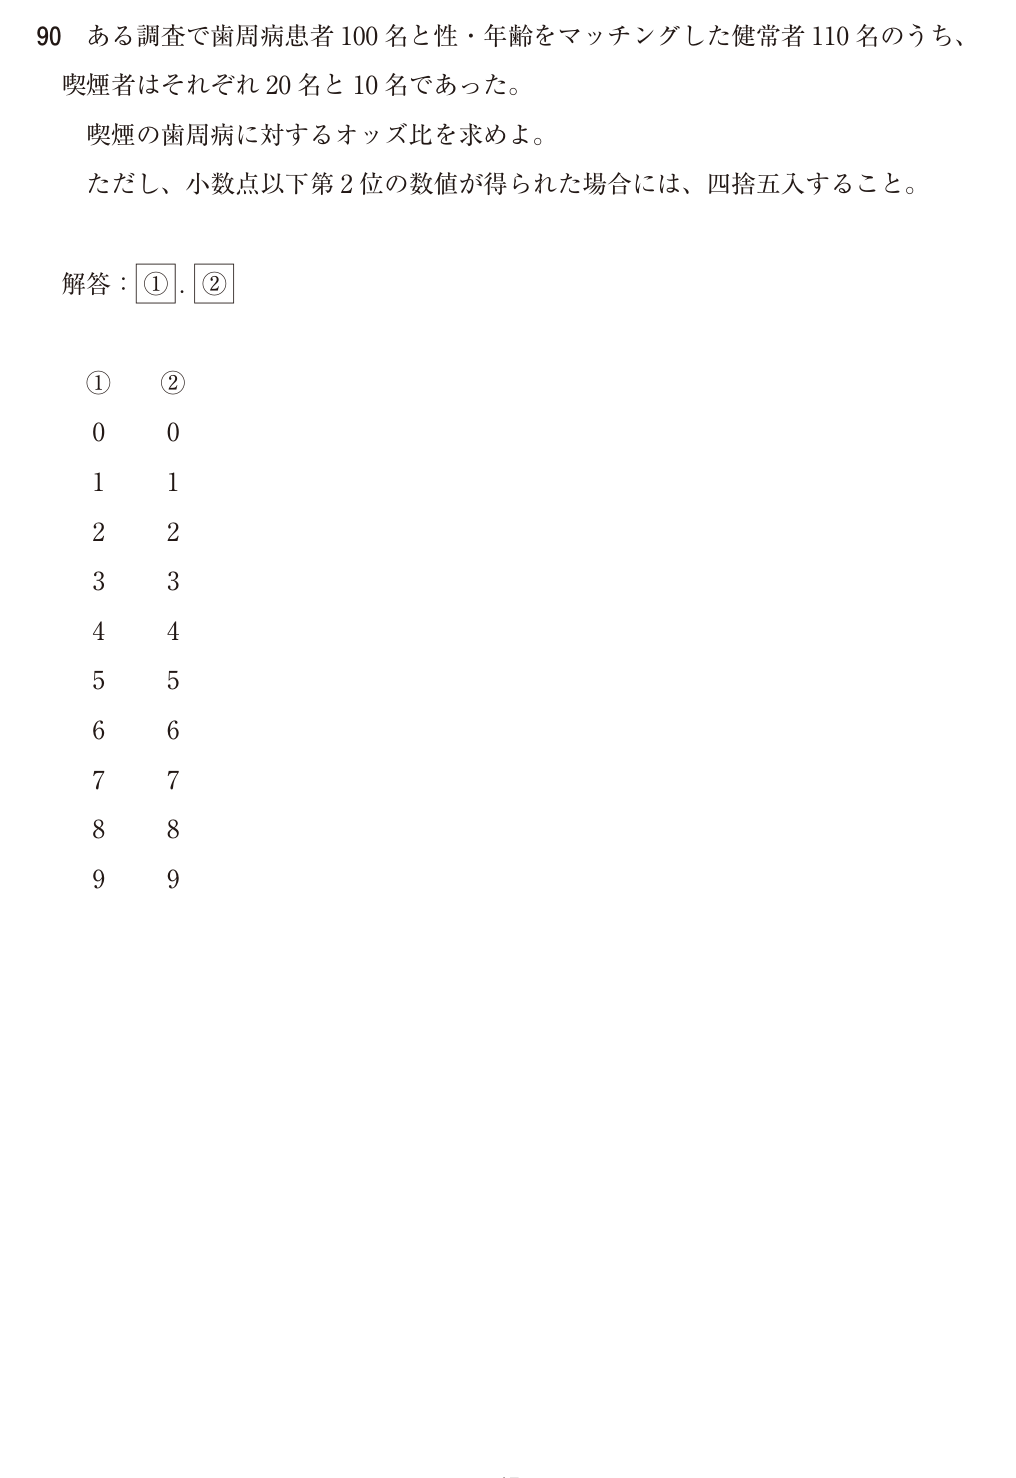 90 ある調査で歯周病患者 100 名と性・年齢をマッチングした健常者 110 名のうち、
喫煙者はそれぞれ 20 名と 10 名であった。
喫煙の歯周病に対するオッズ比を求めよ。
ただし、小数点以下第 2 位の数値が得られた場合には、四捨五入すること。
解答：① . ②
① ②
0 0
1 1
2 2
3 3
4 4
5 5
6 6
7 7
8 8
9 9